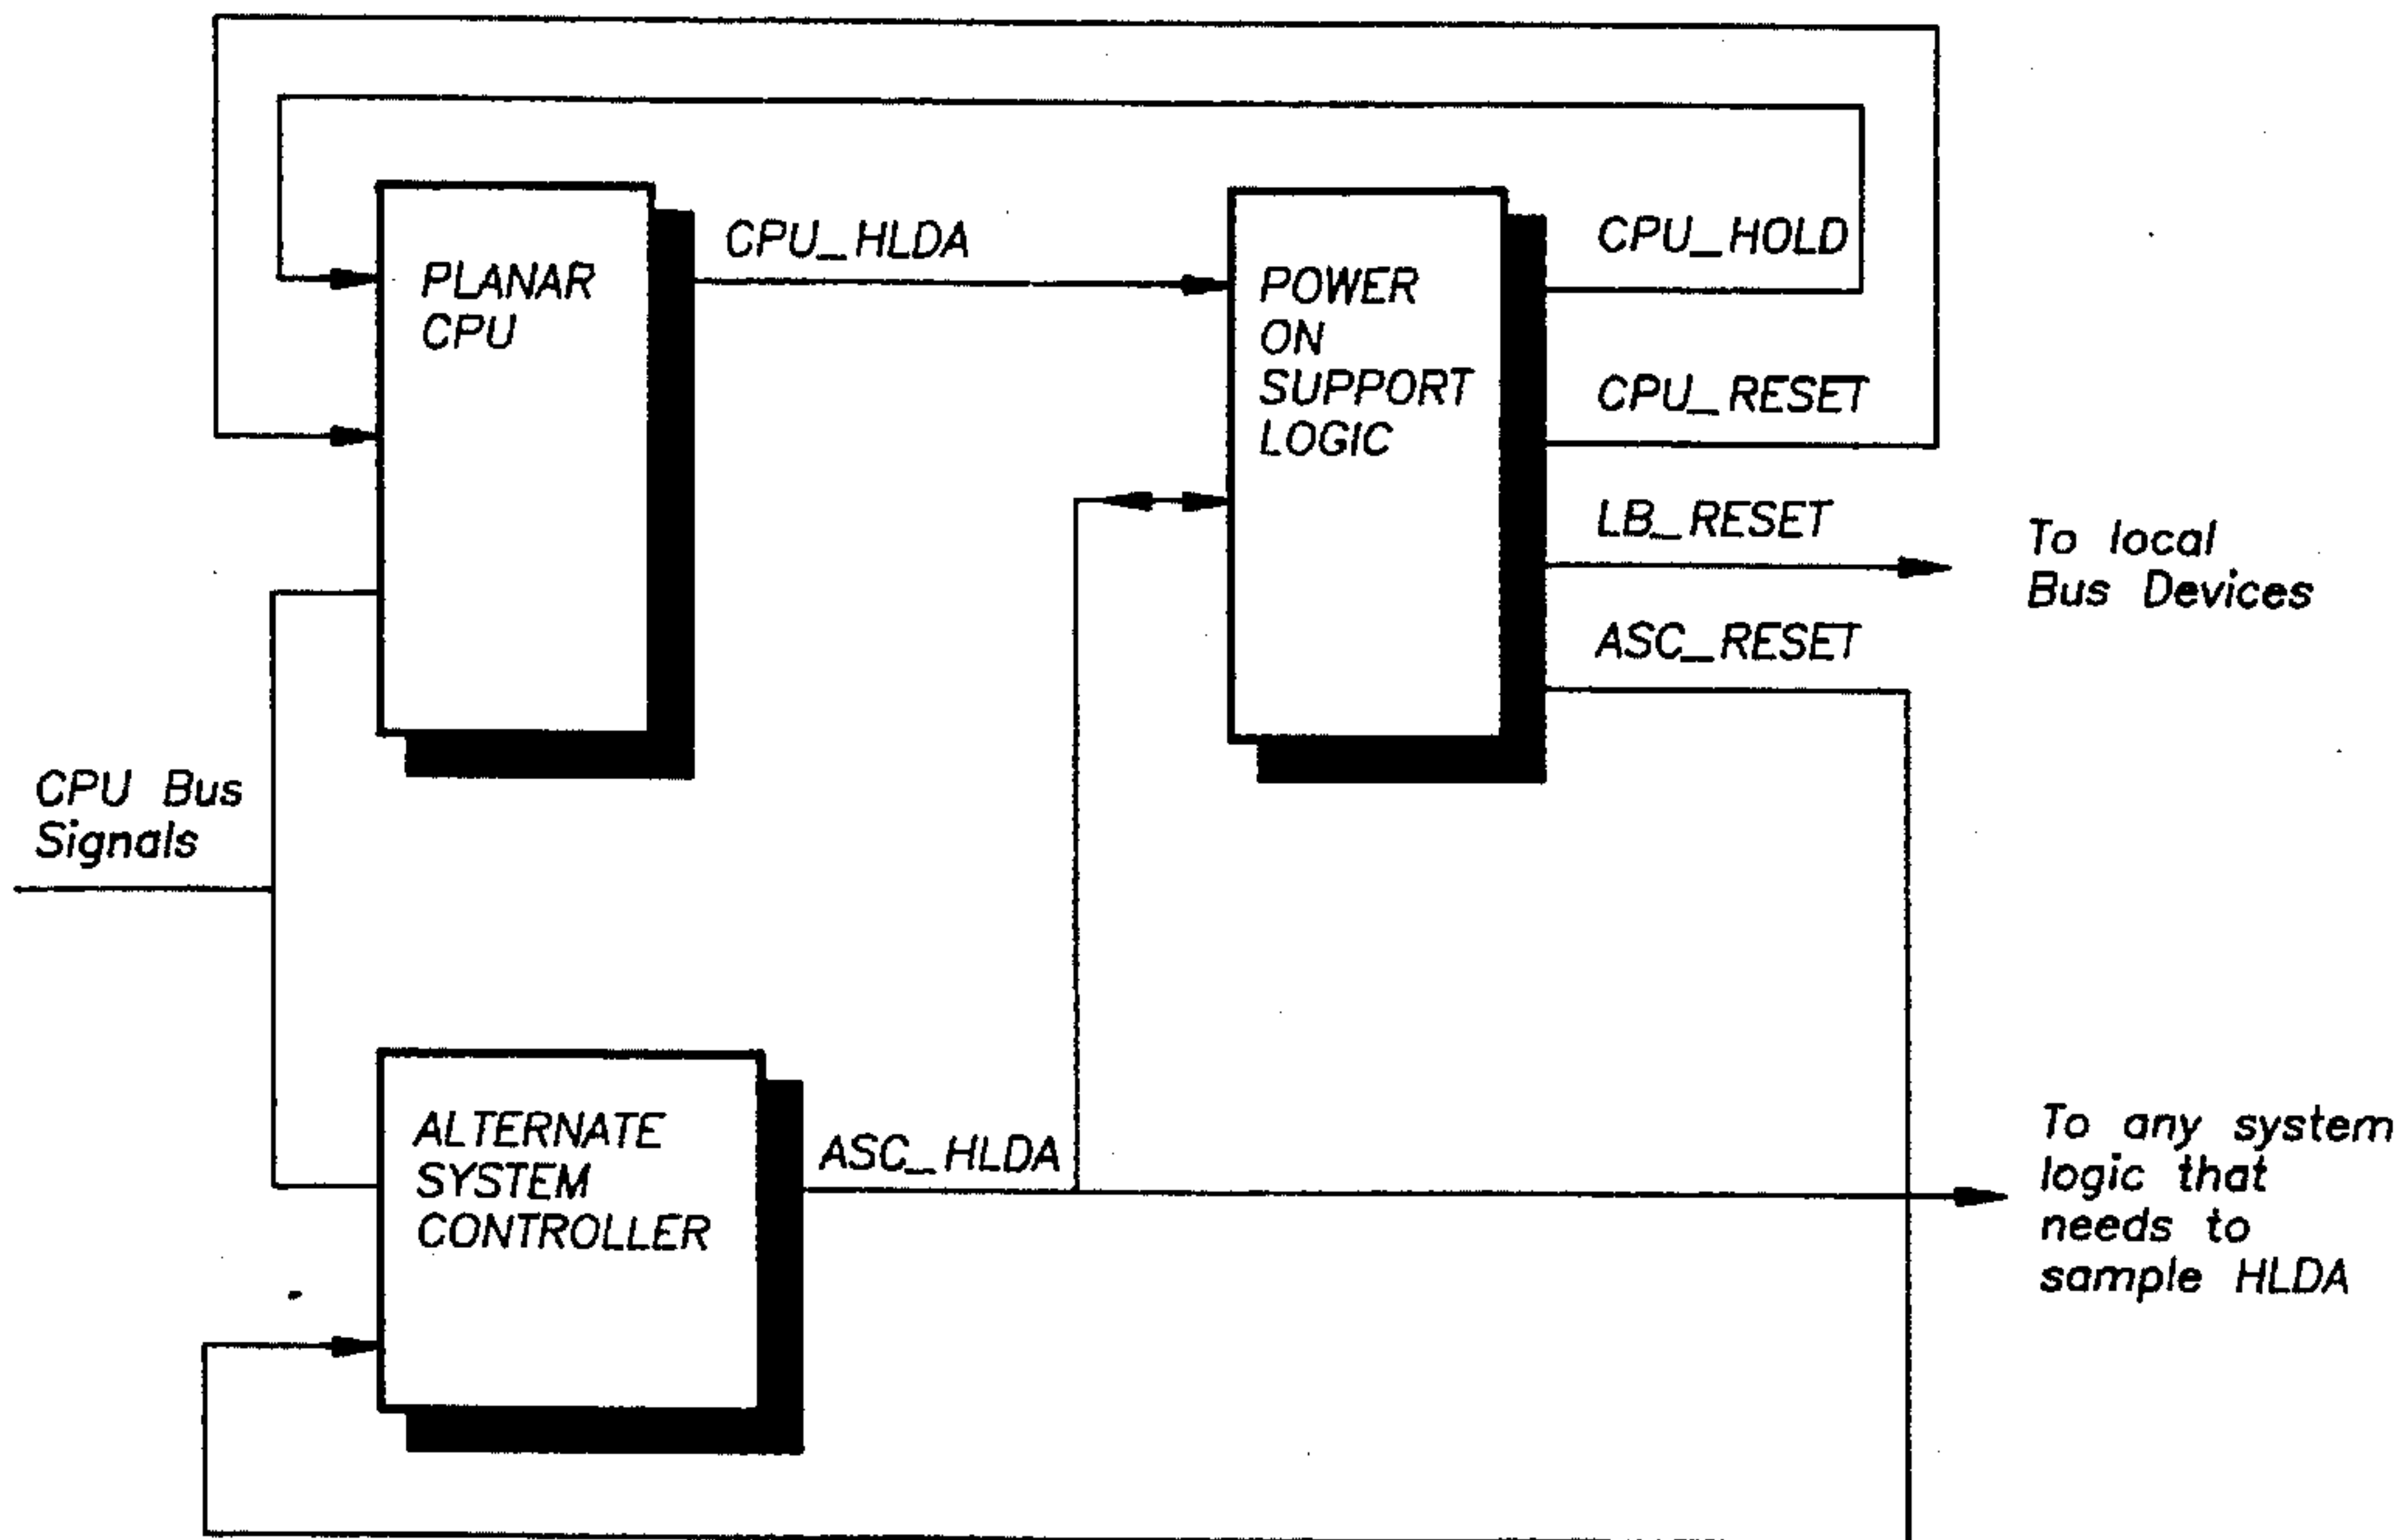 CPU_HLDA
CPU_HOLD
PLANAR
CPU
POWER
ON
SUPPORT
LOGIC
CPU_RESET
LB_RESET
To local
Bus Devices
ASC_RESET
CPU Bus
Signals
ALTERNATE
SYSTEM
CONTROLLER
ASC_HLDA
To any system
logic that
needs to
sample HLDA